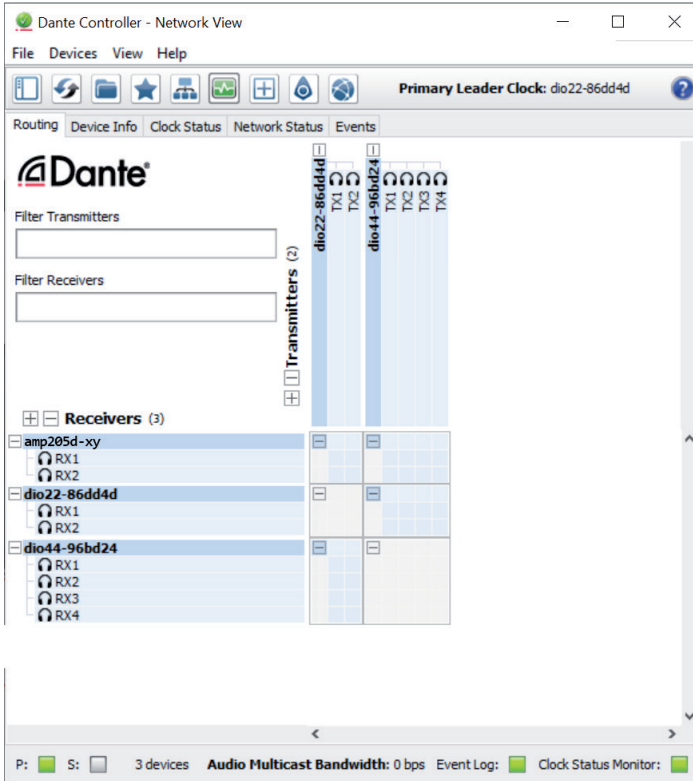 Dante Controller - Network View
File Devices View Help
Primary Leader Clock: dio22-86dd4d
?
Routing Device Info Clock Status Network Status Events
Dante®
Filter Transmitters
Filter Receivers
Transmitters (2)
dio22-86dd4d
TX1
TX2
dio44-96bd24
TX1
TX2
TX3
TX4
Receivers (3)
amp205d-xy
RX1
RX2
dio22-86dd4d
RX1
RX2
dio44-96bd24
RX1
RX2
RX3
RX4
P: S: 3 devices Audio Multicast Bandwidth: 0 bps Event Log: Clock Status Monitor: